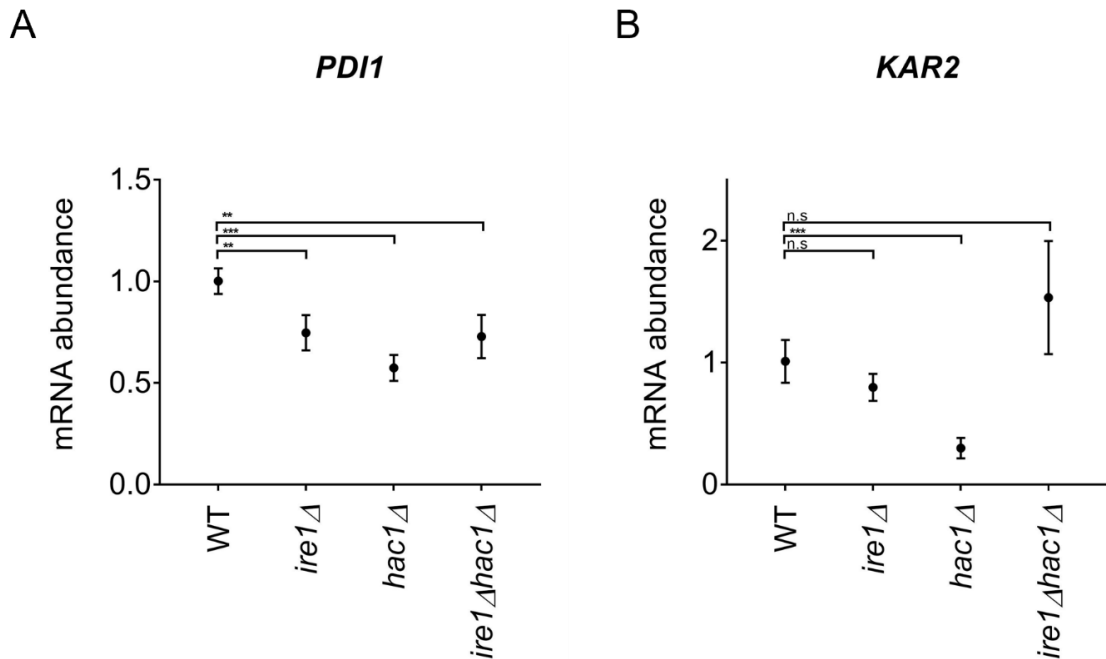 A
PDI1
mRNA abundance
1.5
1.0
0.5
0.0
**
***
**
WT
ire1Δ
hac1Δ
ire1Δhac1Δ
B
KAR2
mRNA abundance
2
1
0
n.s
***
n.s
WT
ire1Δ
hac1Δ
ire1Δhac1Δ